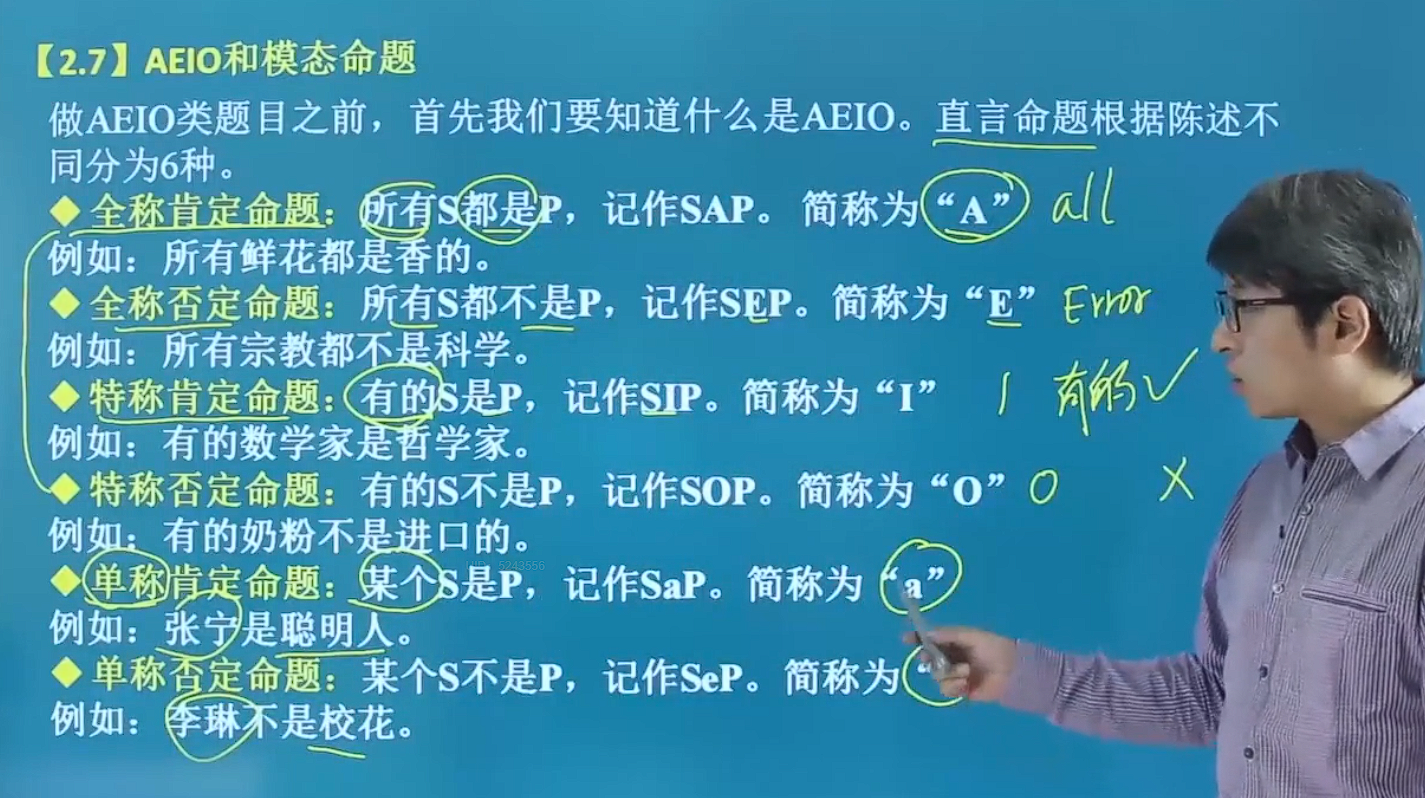 【2.7】AEIO和模态命题
做AEIO类题目之前，首先我们要知道什么是AEIO。直言命题根据陈述不
同分为6种。
◆ 全称肯定命题：所有S都是P，记作SAP。简称为“A” all
例如：所有鲜花都是香的。
◆ 全称否定命题：所有S都不是P，记作SEP。简称为“E” Error
例如：所有宗教都不是科学。
◆ 特称肯定命题：有的S是P，记作SIP。简称为“I” 1 有的✓
例如：有的数学家是哲学家。
◆ 特称否定命题：有的S不是P，记作SOP。简称为“O” O ×
例如：有的奶粉不是进口的。
5243556
◆ 单称肯定命题：某个S是P，记作SaP。简称为“a”
例如：张宁是聪明人。
◆ 单称否定命题：某个S不是P，记作SeP。简称为“
例如：李琳不是校花。